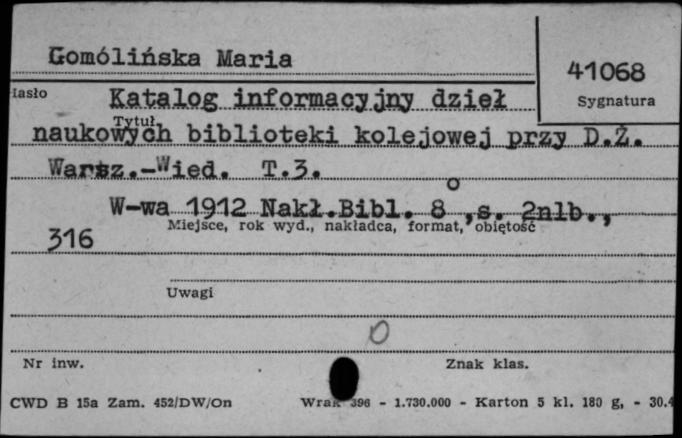 Gomólińska Maria
41068
Sygnatura
Hasło
Katalog informacyjny dzieł
Tytuł
naukowych biblioteki kolejowej przy D.Ż.
Warsz.-Wied. T.3.
W-wa 1912 Nakł.Bibl. 8°,s. 2nlb.,
Miejsce, rok wyd., nakładca, format, objętość
316
Uwagi
0
Nr inw.
Znak klas.
CWD B 15a Zam. 452/DW/On
396 - 1.730.000 - Karton 5 kl. 180 g, - 30.4